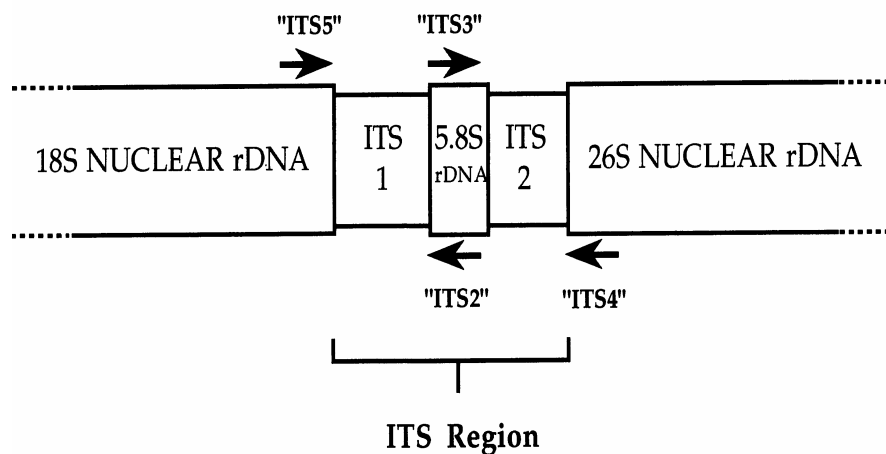 "ITS5" "ITS3"
18S NUCLEAR rDNA
ITS
1
5.8S
rDNA
ITS
2
26S NUCLEAR rDNA
"ITS2" "ITS4"
ITS Region